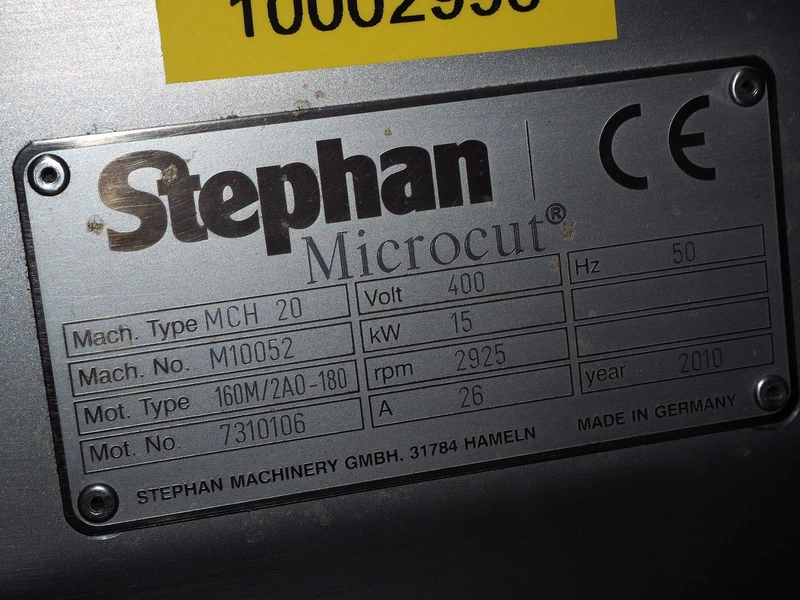 Stephan
Microcut®
CE
Mach. Type MCH 20
Mach. No. M10052
Mot. Type 160M/2A0-180
Mot. No. 7310106
Volt 400
kW 15
rpm 2925
A 26
Hz 50
year 2010
STEPHAN MACHINERY GMBH, 31784 HAMELN
MADE IN GERMANY